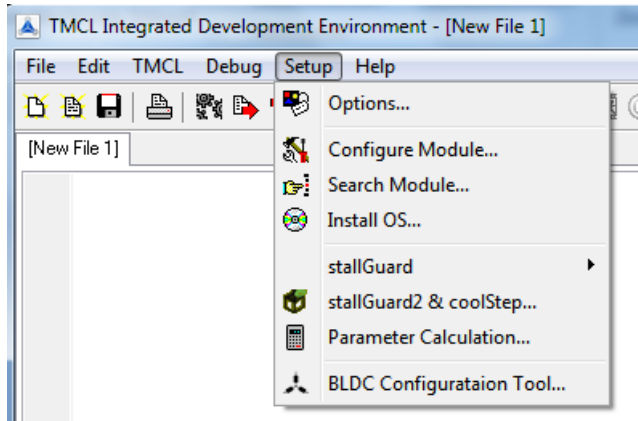 TMCL Integrated Development Environment - [New File 1]
File Edit TMCL Debug Setup Help
[New File 1]
Options...
Configure Module...
Search Module...
Install OS...
stallGuard
stallGuard2 & coolStep...
Parameter Calculation...
BLDC Configurataion Tool...